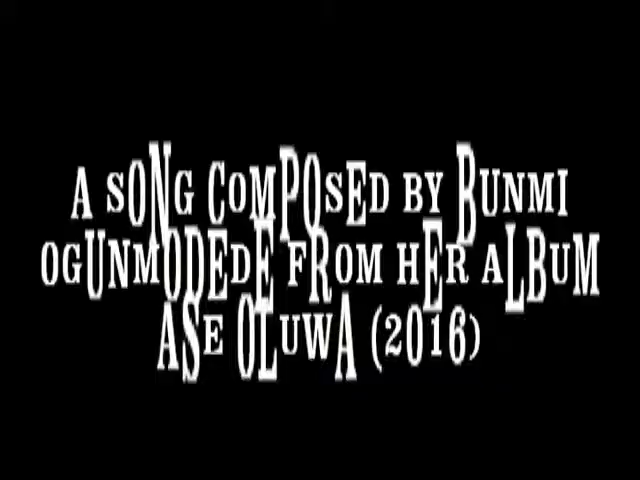 A SONG COMPOSED BY BUNMI
OGUNMODEDE FROM HER ALBUM
ASE OLUWA (2016)